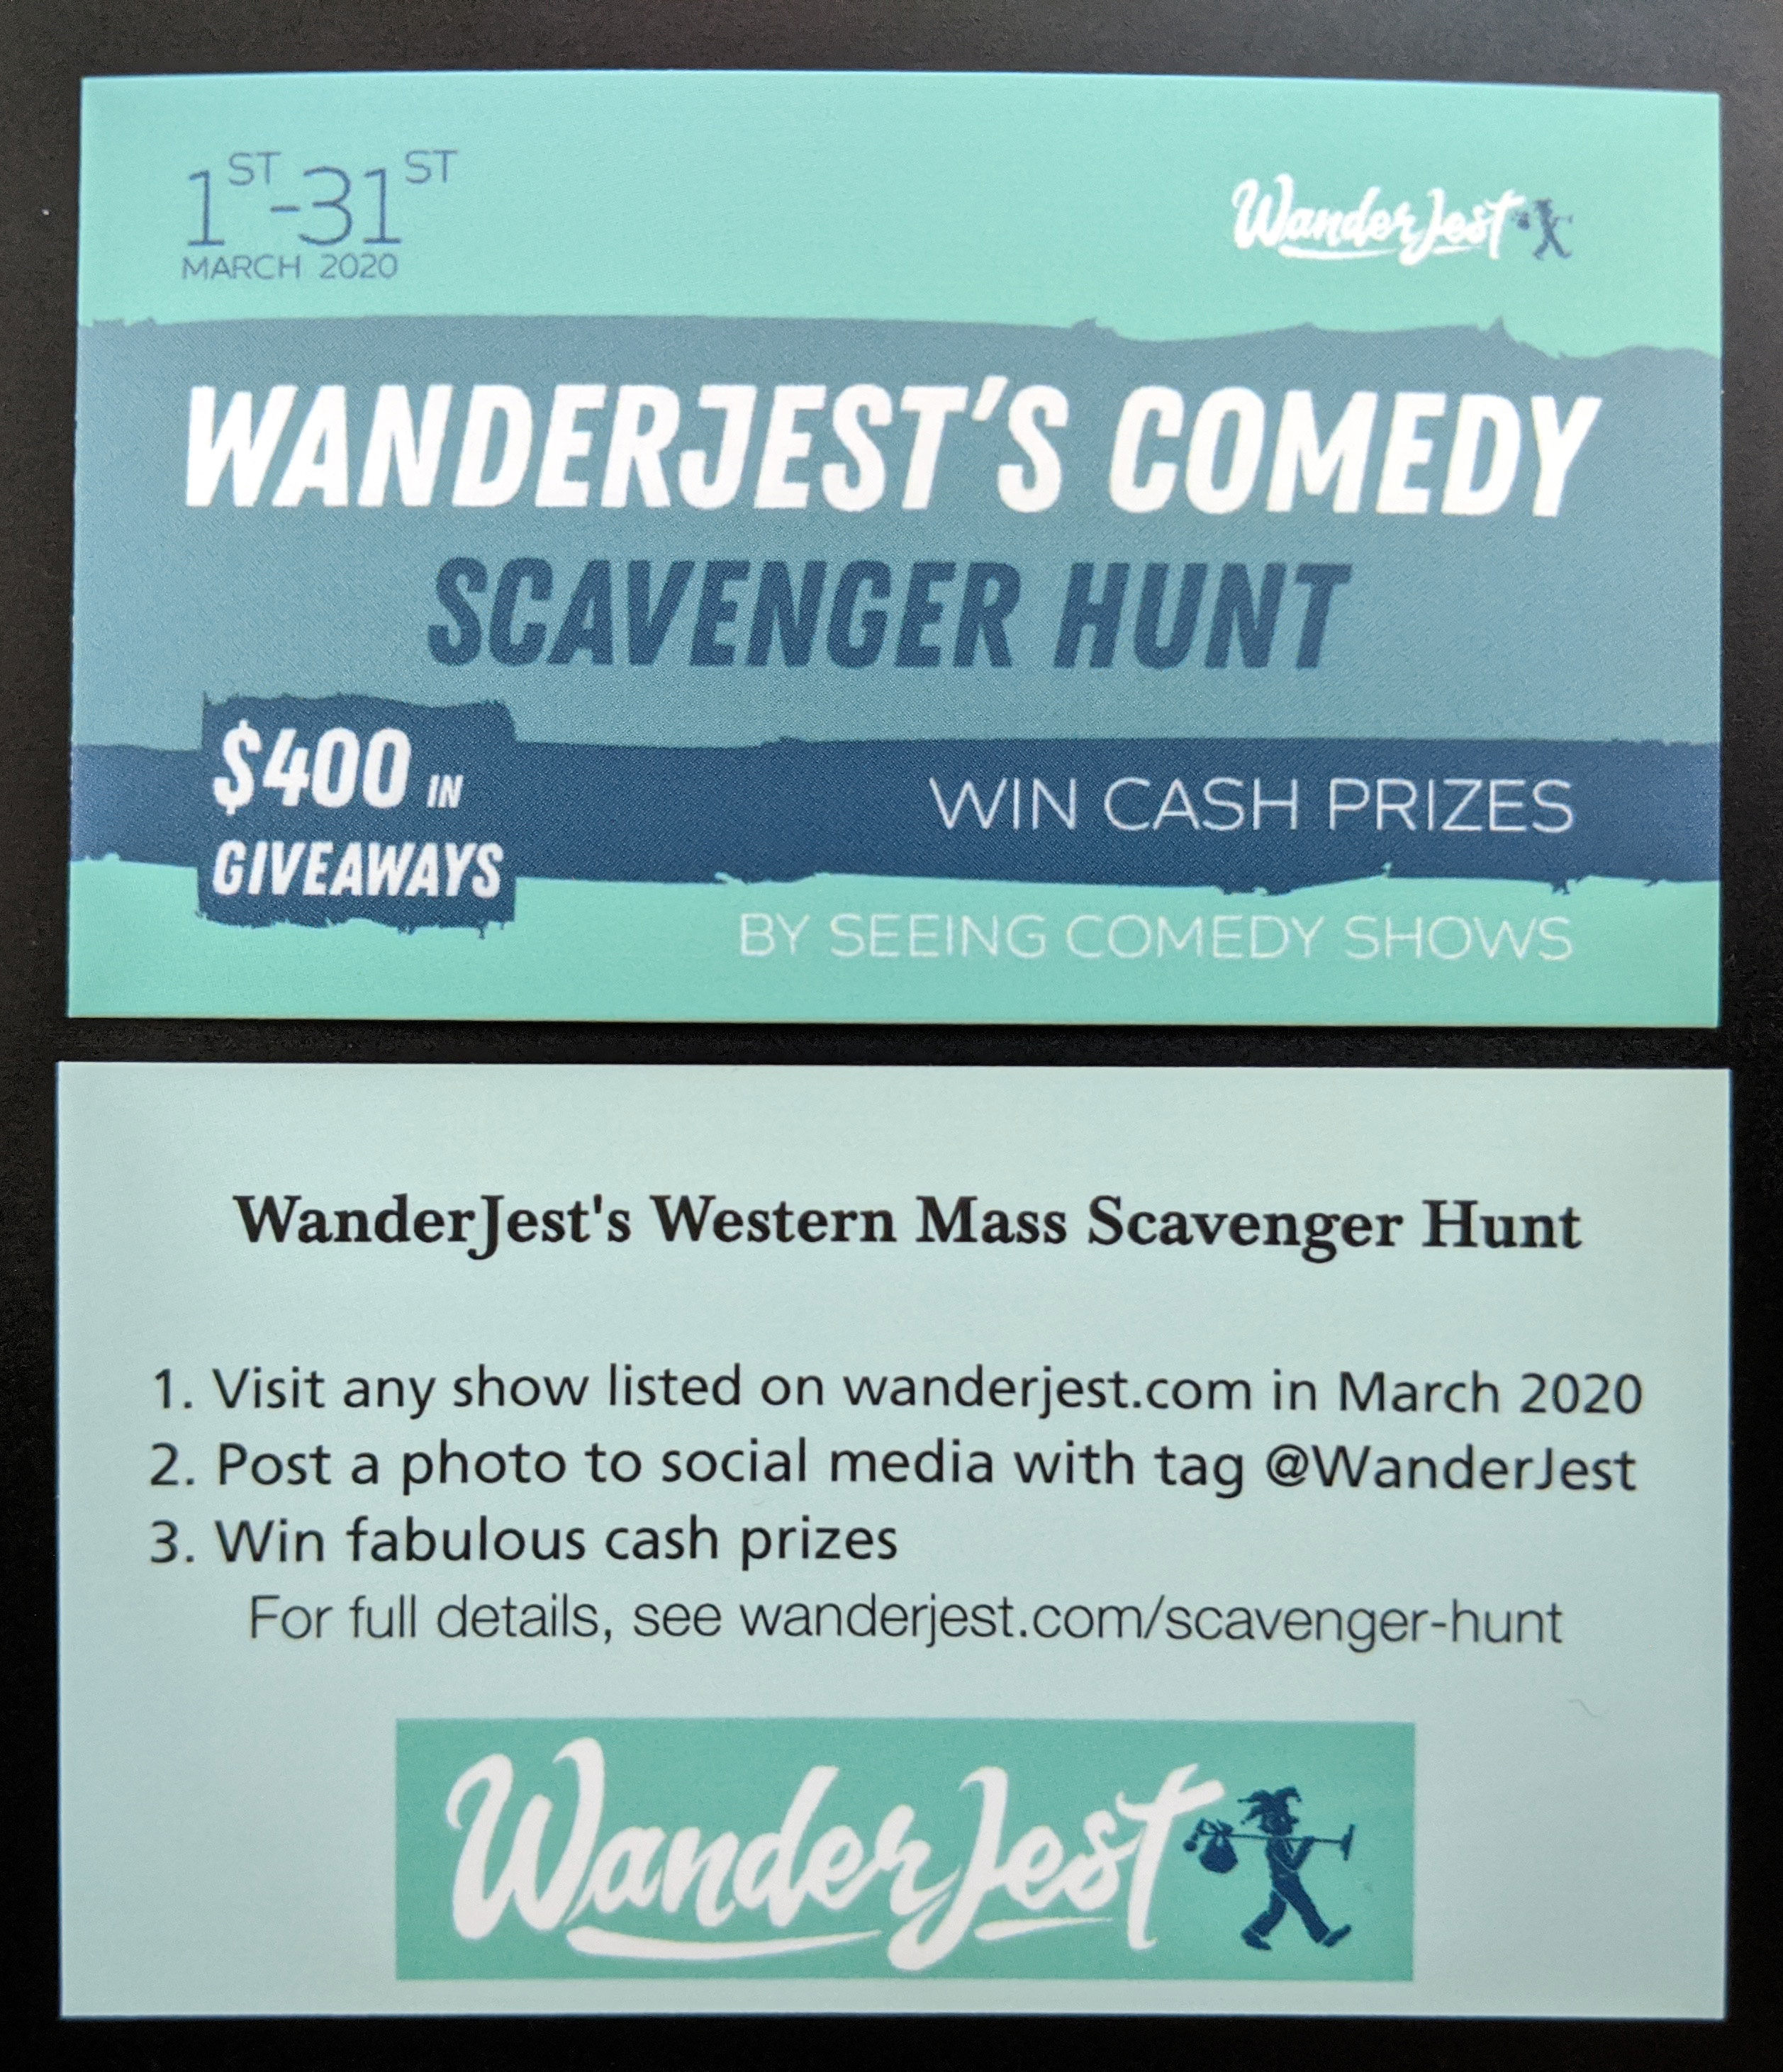 1ST-31ST
MARCH 2020
WanderJest
WANDERJEST'S COMEDY
SCAVENGER HUNT
$400 IN
GIVEAWAYS
WIN CASH PRIZES
BY SEEING COMEDY SHOWS
WanderJest's Western Mass Scavenger Hunt
1. Visit any show listed on wanderjest.com in March 2020
2. Post a photo to social media with tag @WanderJest
3. Win fabulous cash prizes
For full details, see wanderjest.com/scavenger-hunt
WanderJest